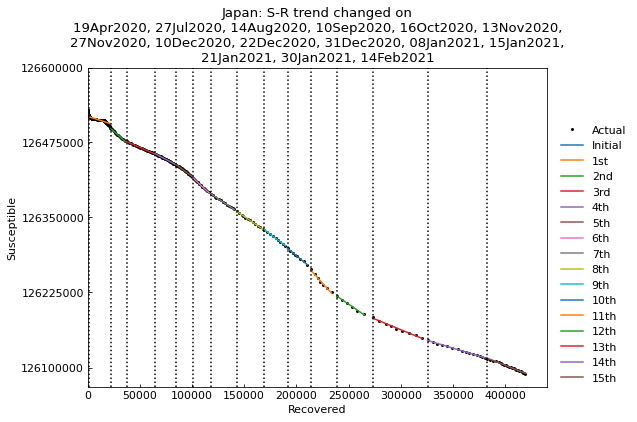 Japan: S-R trend changed on
19Apr2020, 27Jul2020, 14Aug2020, 10Sep2020, 16Oct2020, 13Nov2020,
27Nov2020, 10Dec2020, 22Dec2020, 31Dec2020, 08Jan2021, 15Jan2021,
21Jan2021, 30Jan2021, 14Feb2021
126600000
126475000
126350000
126225000
126100000
Susceptible
0 50000 100000 150000 200000 250000 300000 350000 400000
Recovered
Actual
Initial
1st
2nd
3rd
4th
5th
6th
7th
8th
9th
10th
11th
12th
13th
14th
15th